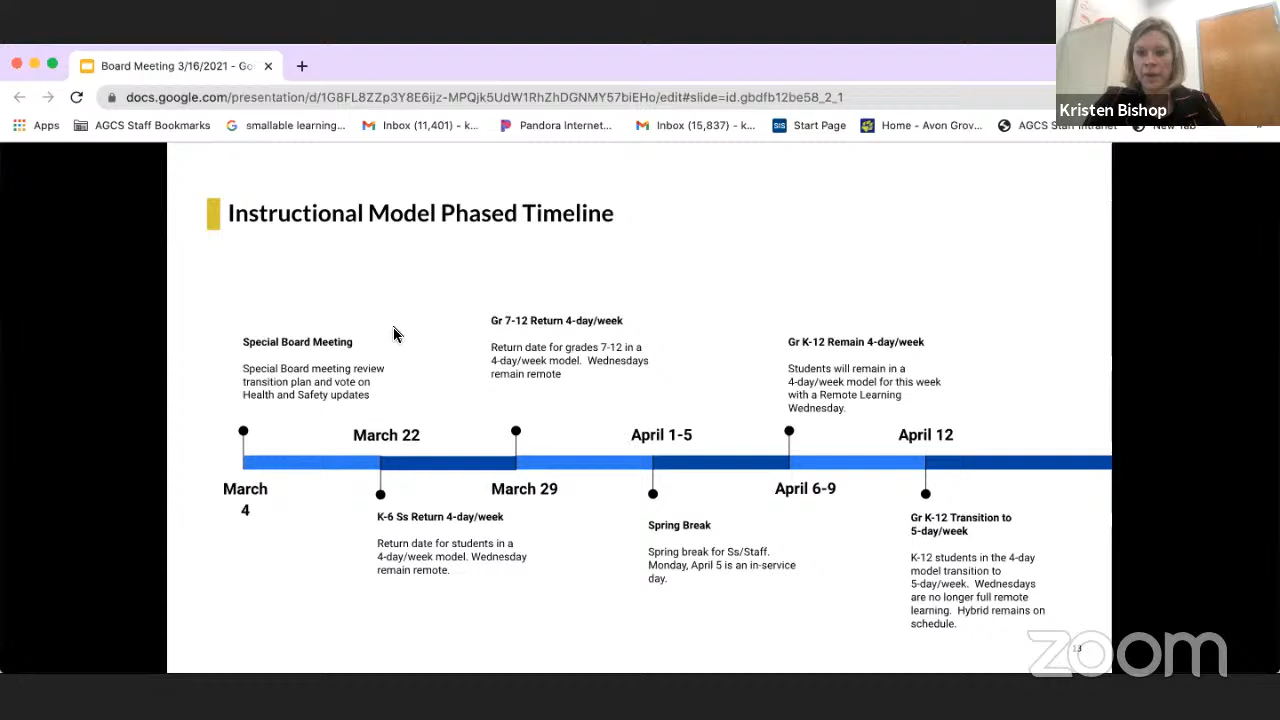 Kristen Bishop
Board Meeting 3/16/2021 - Go
docs.google.com/presentation/d/1G8FL8ZZp3Y8E6ijz-MPQjk5UdW1RhZhDGNMY57biEHo/edit#slide=id.gbdfb12be58_2_1
Apps AGCS Staff Bookmarks smallable learning... Inbox (11,401) – k... Pandora Internet... Inbox (15,837) – k... SIS Start Page Home - Avon Grov... AGCS Staff Intranet New Tab
Instructional Model Phased Timeline
Gr 7-12 Return 4-day/week
Return date for grades 7-12 in a
4-day/week model. Wednesdays
remain remote
Special Board Meeting
Special Board meeting review
transition plan and vote on
Health and Safety updates
Gr K-12 Remain 4-day/week
Students will remain in a
4-day/week model for this week
with a Remote Learning
Wednesday.
March 22
April 1-5
April 12
March
4
March 29
April 6-9
K-6 Ss Return 4-day/week
Return date for students in a
4-day/week model. Wednesday
remain remote.
Spring Break
Spring break for Ss/Staff.
Monday, April 5 is an in-service
day.
Gr K-12 Transition to
5-day/week
K-12 students in the 4-day
model transition to
5-day/week. Wednesdays
are no longer full remote
learning. Hybrid remains on
schedule.
13
zoom